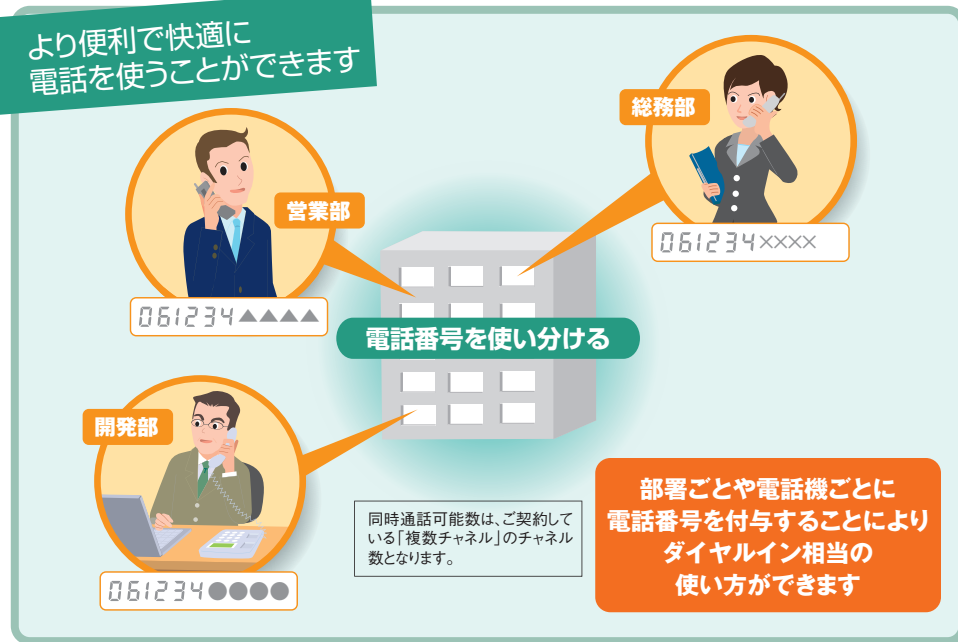 より便利で快適に
電話を使うことができます
総務部
061234××××
営業部
061234▲▲▲▲
電話番号を使い分ける
開発部
061234●●●●
同時通話可能数は、ご契約して
いる「複数チャネル」のチャネル
数となります。
部署ごとや電話機ごとに
電話番号を付与することにより
ダイヤルイン相当の
使い方ができます